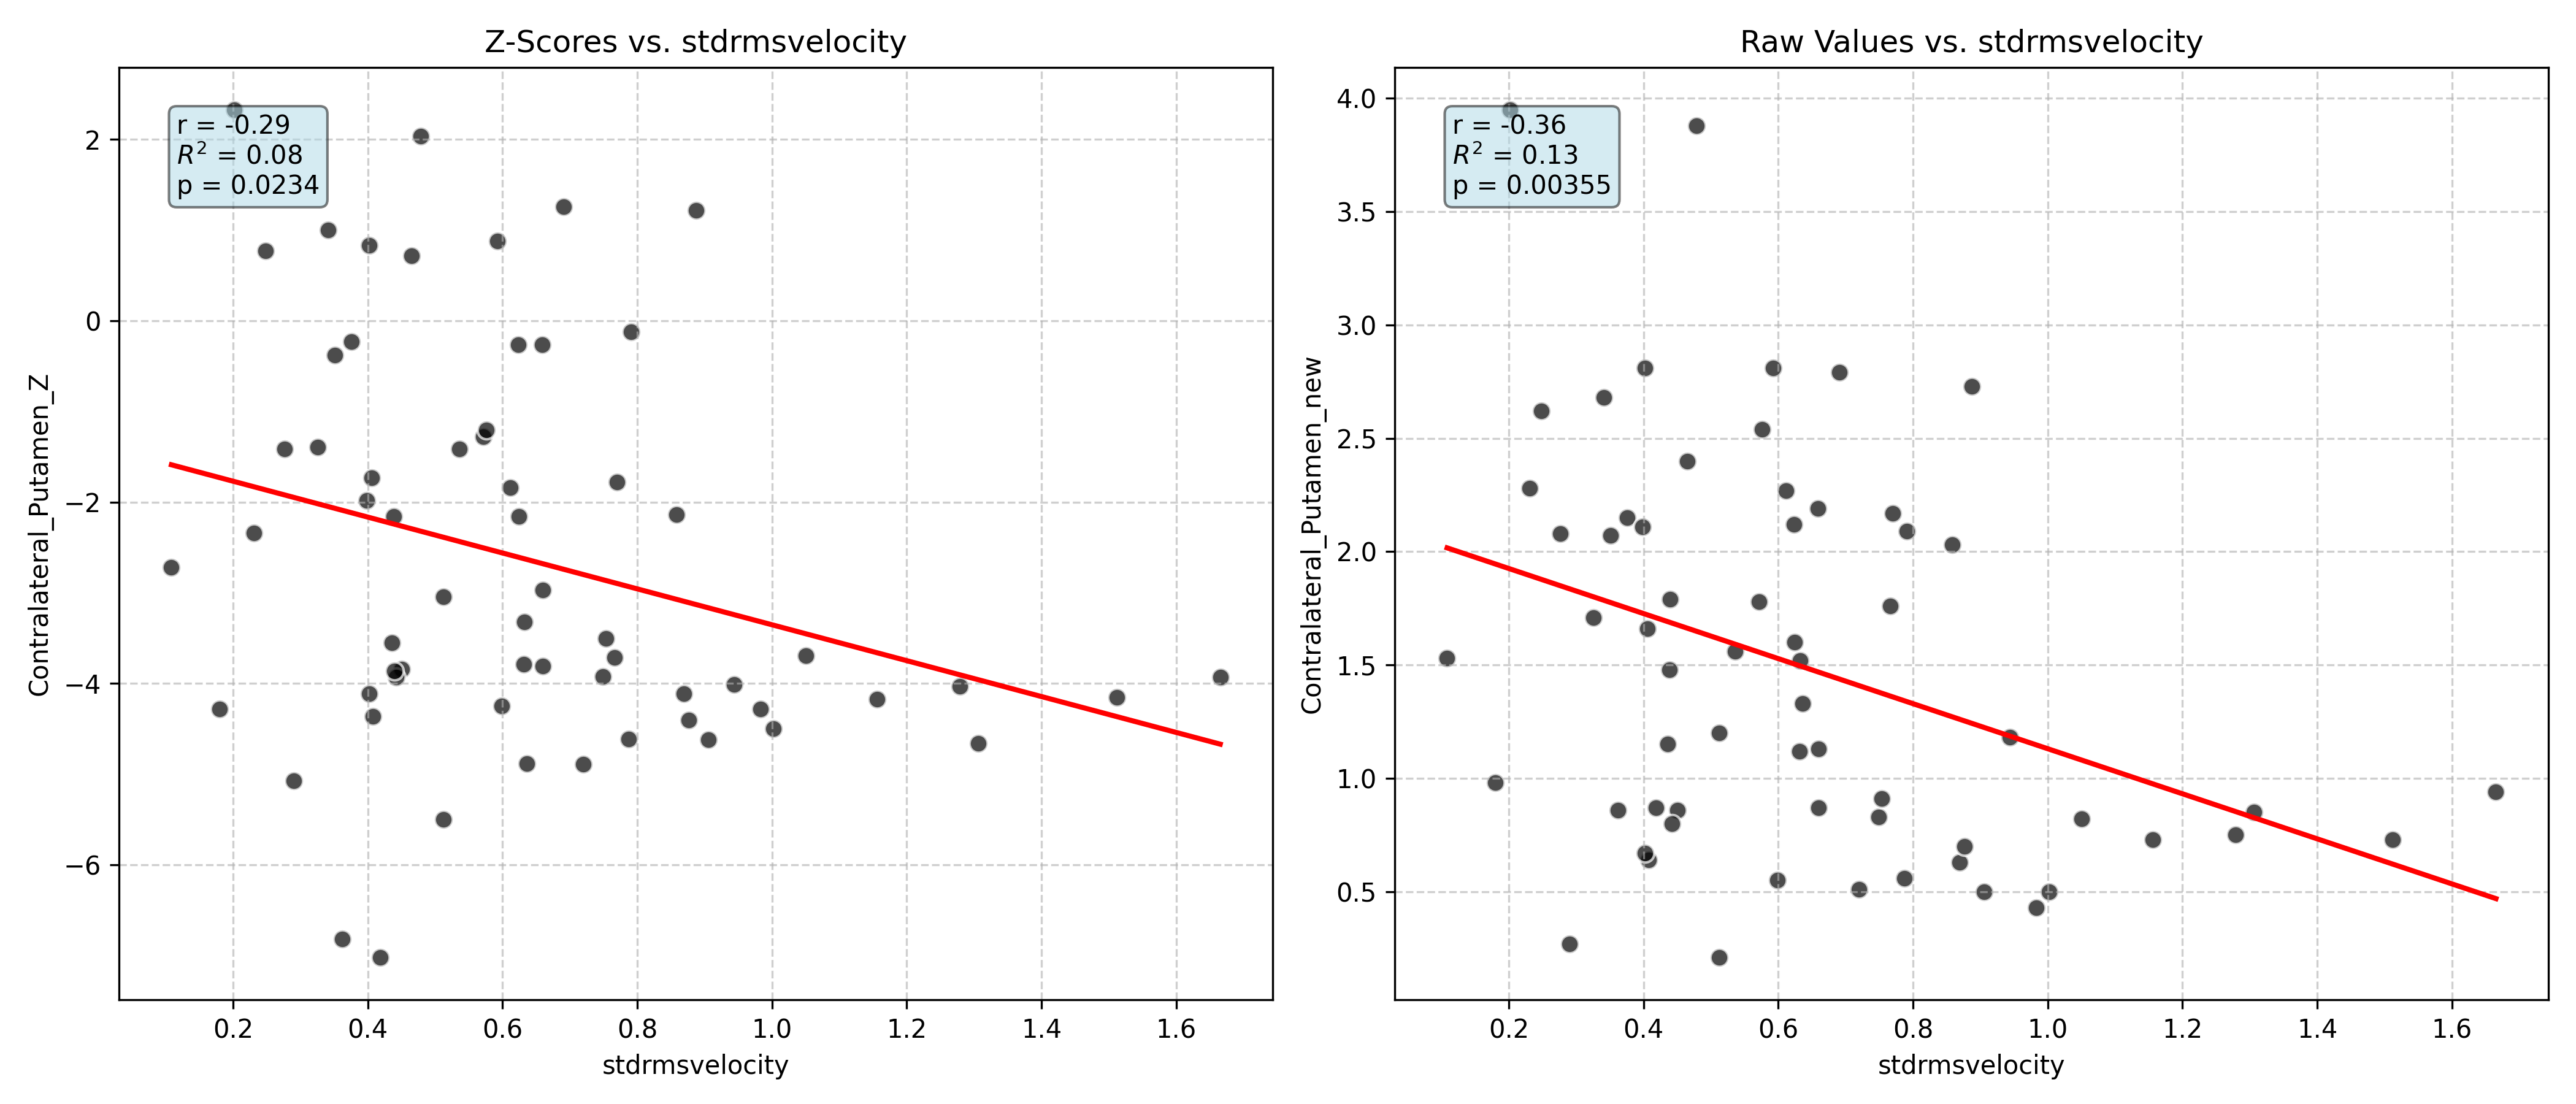 Z-Scores vs. stdrmsvelocity
r = -0.29
R² = 0.08
p = 0.0234
Contralateral_Putamen_Z
2
0
−2
−4
−6
0.2 0.4 0.6 0.8 1.0 1.2 1.4 1.6
stdrmsvelocity
Raw Values vs. stdrmsvelocity
r = -0.36
R² = 0.13
p = 0.00355
Contralateral_Putamen_new
4.0
3.5
3.0
2.5
2.0
1.5
1.0
0.5
0.2 0.4 0.6 0.8 1.0 1.2 1.4 1.6
stdrmsvelocity